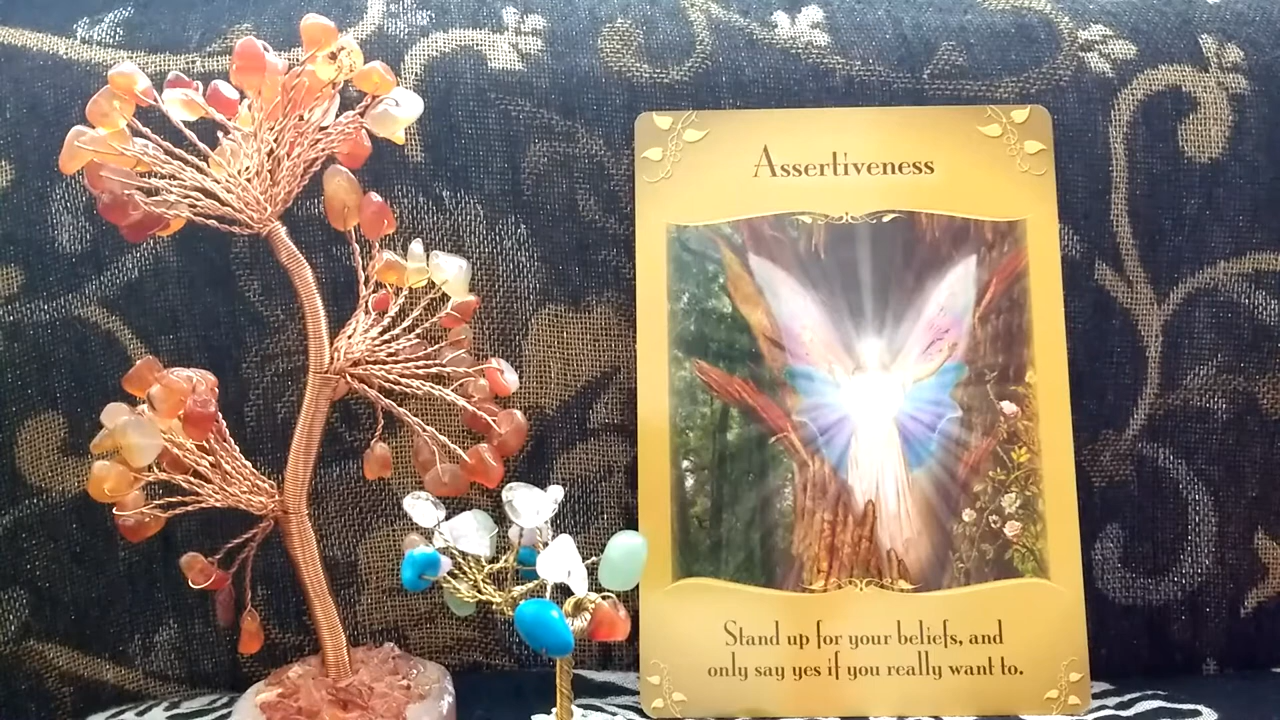 Assertiveness
Stand up for your beliefs, and
only say yes if you really want to.